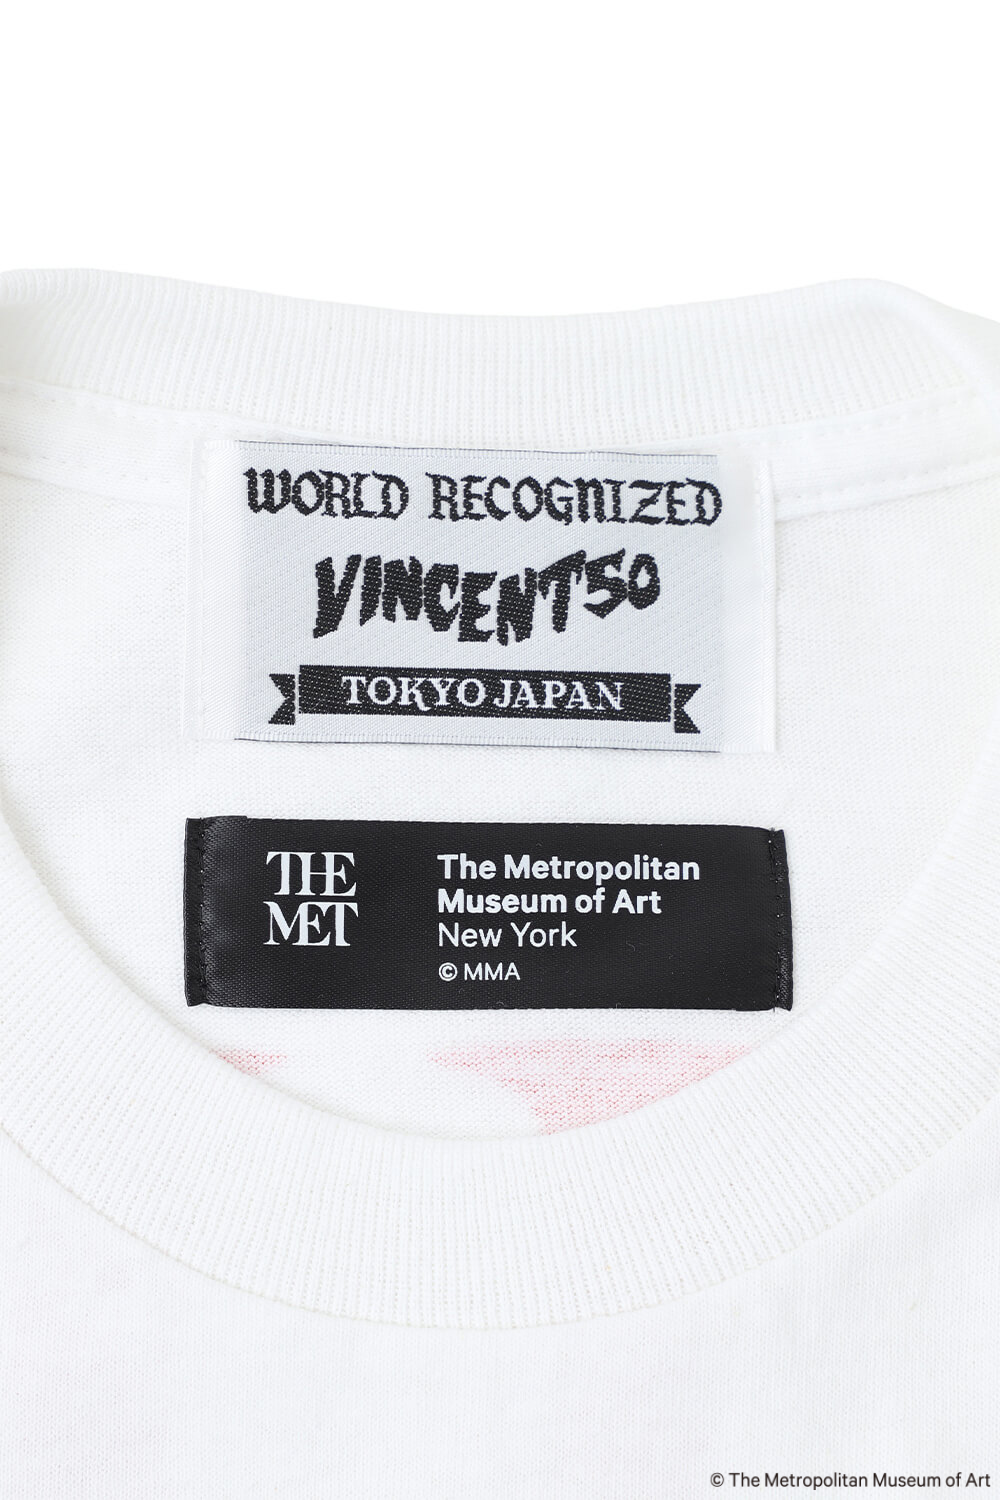 WORLD RECOGNIZED
VINCENT50
TOKYO JAPAN
THE
MET
The Metropolitan
Museum of Art
New York
© MMA
© The Metropolitan Museum of Art